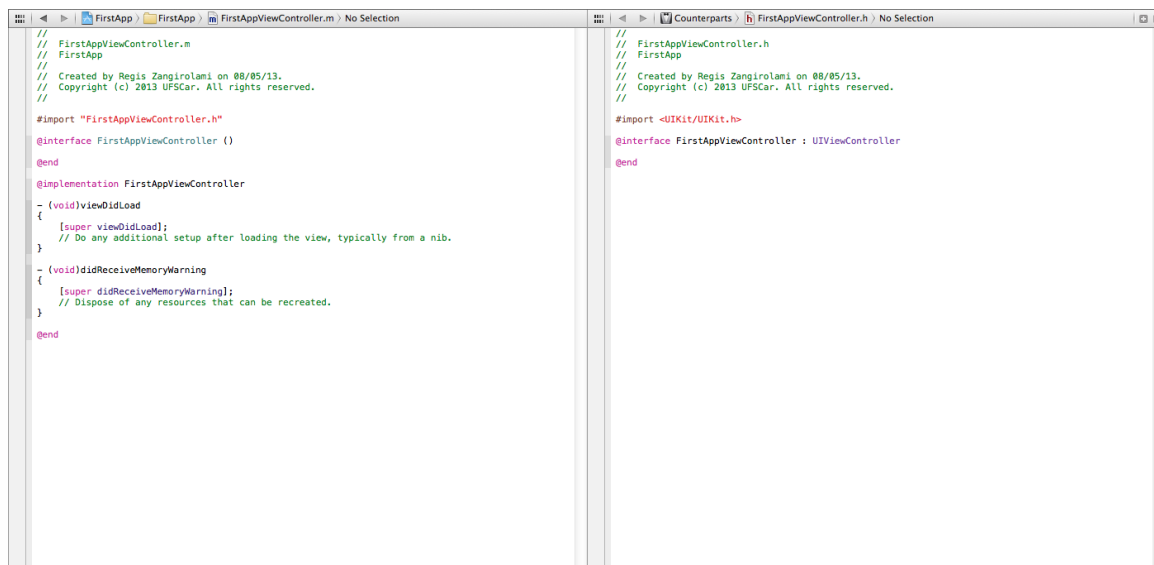 FirstApp 〉 FirstApp 〉 FirstAppViewController.m 〉 No Selection
//
//  FirstAppViewController.m
//  FirstApp
//
//  Created by Regis Zangirolami on 08/05/13.
//  Copyright (c) 2013 UFSCar. All rights reserved.
//
#import "FirstAppViewController.h"
@interface FirstAppViewController ()
@end
@implementation FirstAppViewController
- (void)viewDidLoad
{
    [super viewDidLoad];
    // Do any additional setup after loading the view, typically from a nib.
}
- (void)didReceiveMemoryWarning
{
    [super didReceiveMemoryWarning];
    // Dispose of any resources that can be recreated.
}
@end
Counterparts 〉 h FirstAppViewController.h 〉 No Selection
//
//  FirstAppViewController.h
//  FirstApp
//
//  Created by Regis Zangirolami on 08/05/13.
//  Copyright (c) 2013 UFSCar. All rights reserved.
//
#import <UIKit/UIKit.h>
@interface FirstAppViewController : UIViewController
@end